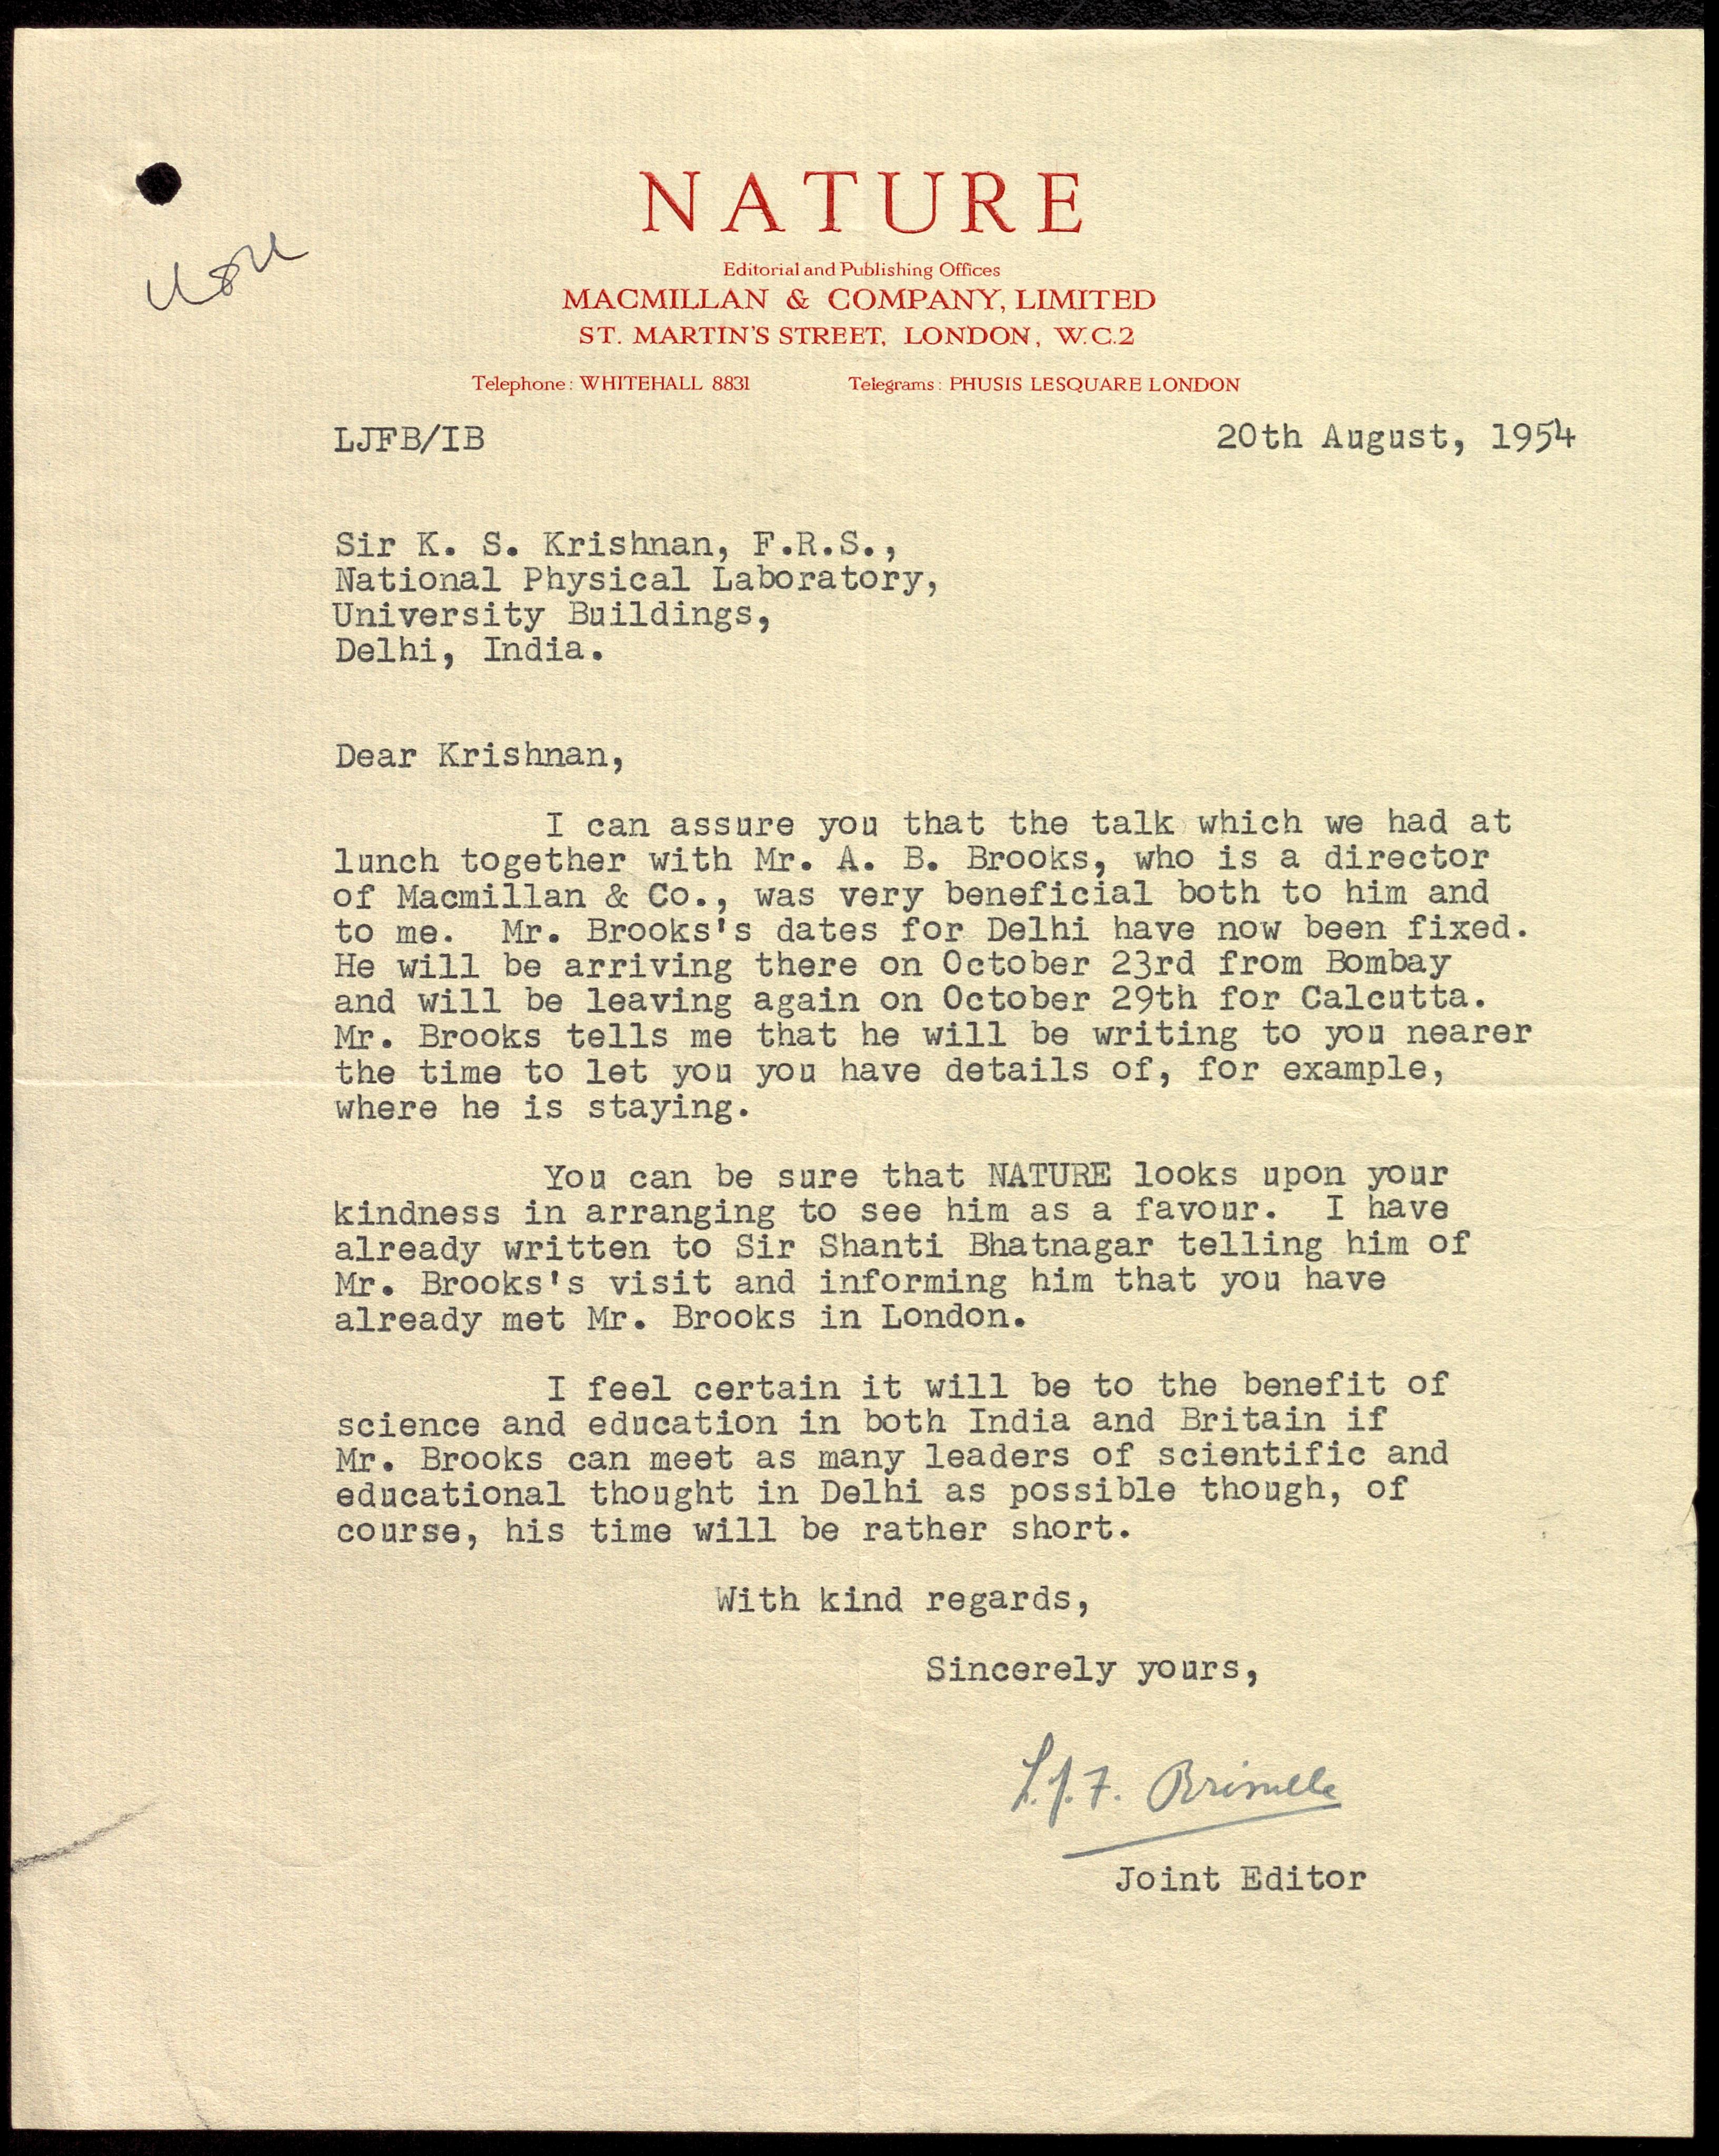 NATURE
Editorial and Publishing Offices
MACMILLAN & COMPANY, LIMITED
ST. MARTIN'S STREET, LONDON, W.C.2
Telephone: WHITEHALL 8831 Telegrams: PHUSIS LESQUARE LONDON
LJFB/IB 20th August, 1954
Sir K. S. Krishnan, F.R.S.,
National Physical Laboratory,
University Buildings,
Delhi, India.
Dear Krishnan,
I can assure you that the talk which we had at
lunch together with Mr. A. B. Brooks, who is a director
of Macmillan & Co., was very beneficial both to him and
to me. Mr. Brooks's dates for Delhi have now been fixed.
He will be arriving there on October 23rd from Bombay
and will be leaving again on October 29th for Calcutta.
Mr. Brooks tells me that he will be writing to you nearer
the time to let you you have details of, for example,
where he is staying.
You can be sure that NATURE looks upon your
kindness in arranging to see him as a favour. I have
already written to Sir Shanti Bhatnagar telling him of
Mr. Brooks's visit and informing him that you have
already met Mr. Brooks in London.
I feel certain it will be to the benefit of
science and education in both India and Britain if
Mr. Brooks can meet as many leaders of scientific and
educational thought in Delhi as possible though, of
course, his time will be rather short.
With kind regards,
Sincerely yours,
L.J.F. Brimble
Joint Editor